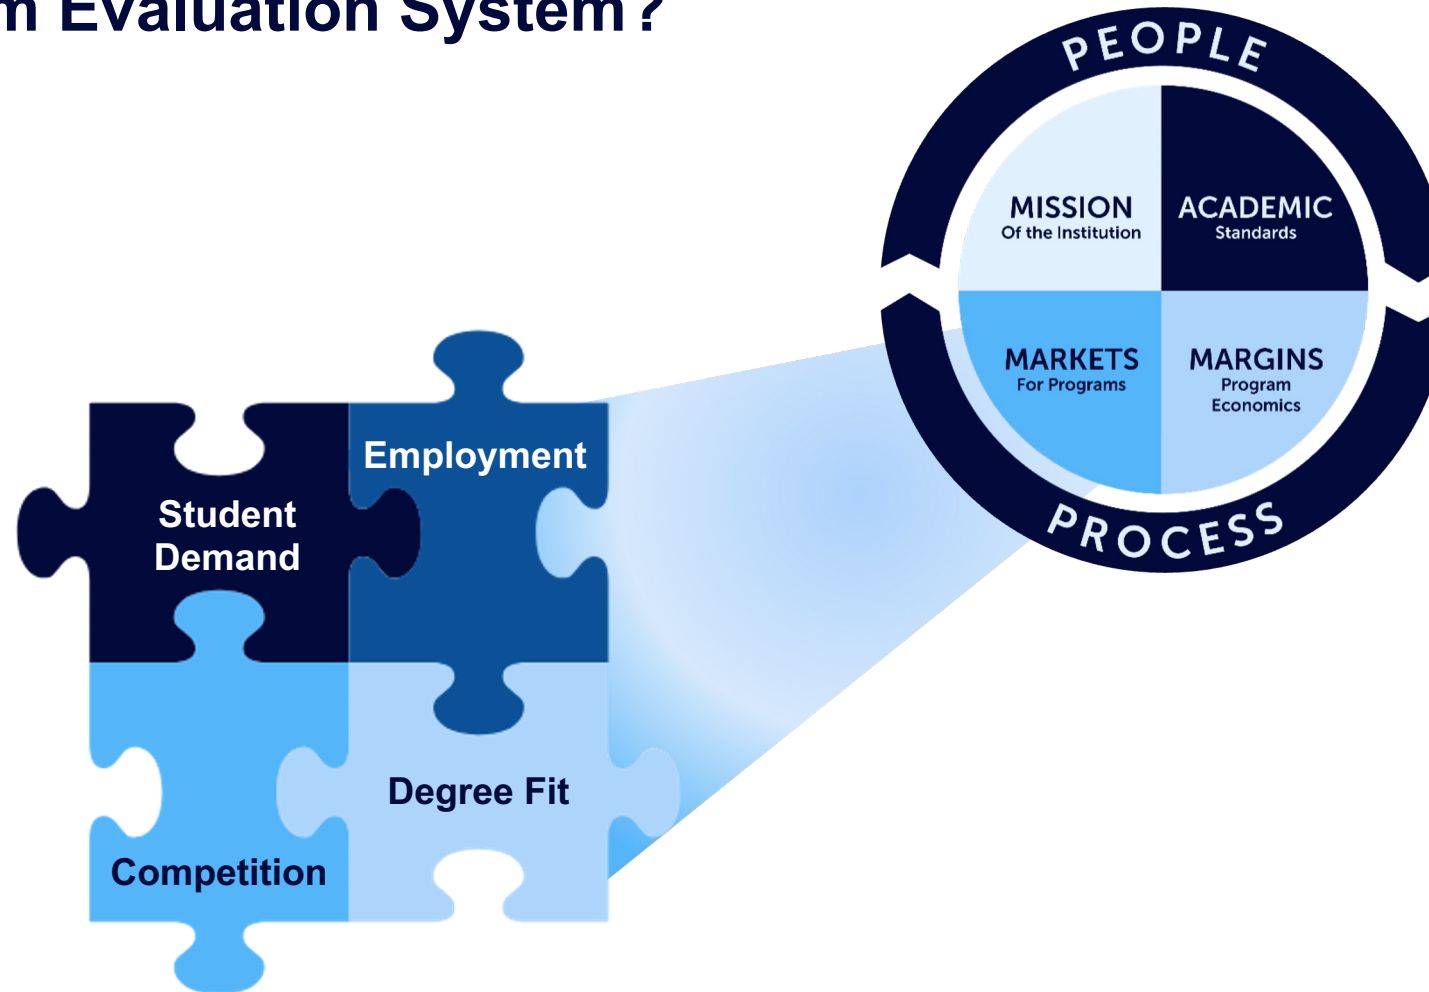 m Evaluation System?
PEOPLE
MISSION
Of the Institution
ACADEMIC
Standards
MARKETS
For Programs
MARGINS
Program
Economics
PROCESS
Student
Demand
Employment
Competition
Degree Fit